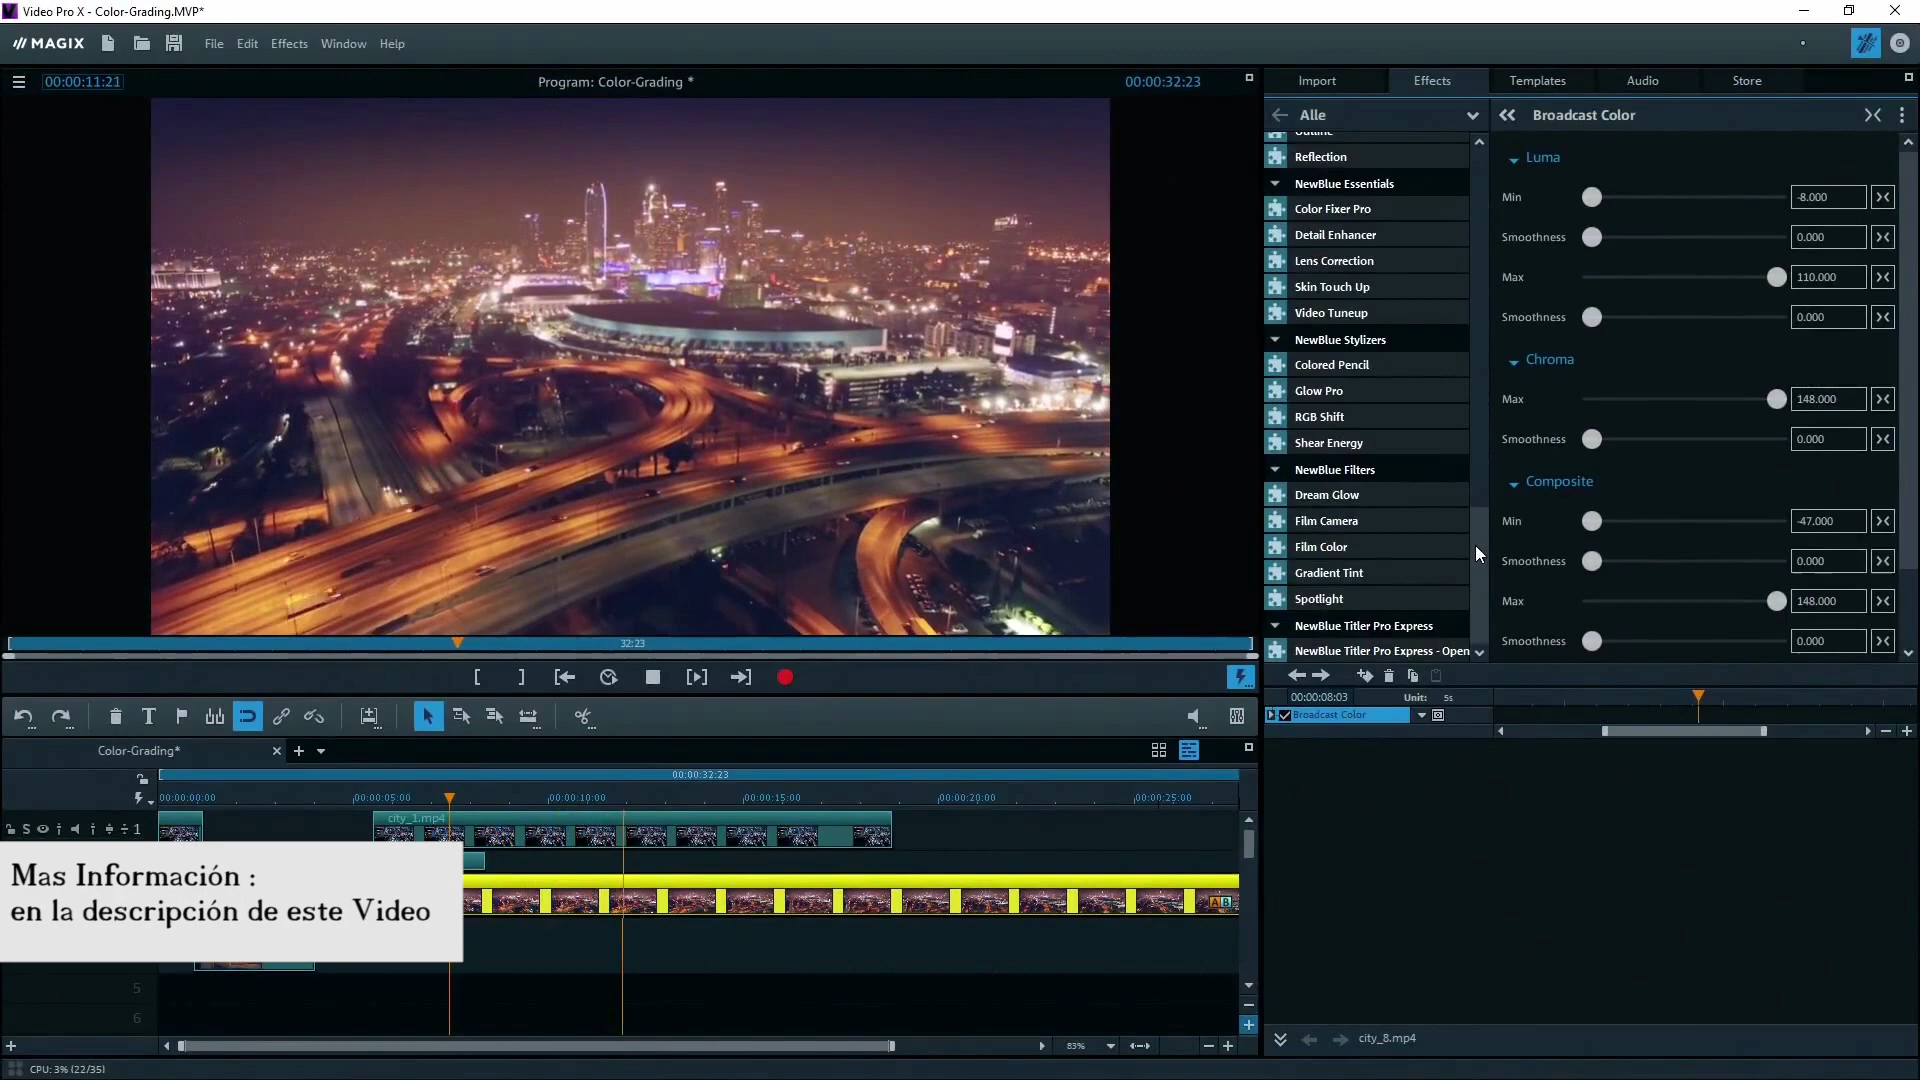 Video Pro X - Color-Grading.MVP*
MAGIX
File Edit Effects Window Help
00:00:11:21
Program: Color-Grading *
00:00:32:23
Import Effects Templates Audio Store
Alle
Broadcast Color
Outline
Reflection
NewBlue Essentials
Color Fixer Pro
Detail Enhancer
Lens Correction
Skin Touch Up
Video Tuneup
NewBlue Stylizers
Colored Pencil
Glow Pro
RGB Shift
Shear Energy
NewBlue Filters
Dream Glow
Film Camera
Film Color
Gradient Tint
Spotlight
NewBlue Titler Pro Express
NewBlue Titler Pro Express - Open
Luma
Min -8.000
Smoothness 0.000
Max 110.000
Smoothness 0.000
Chroma
Max 148.000
Smoothness 0.000
Composite
Min -47.000
Smoothness 0.000
Max 148.000
Smoothness 0.000
32:23
00:00:08:03 Unit: 5s
Broadcast Color
Color-Grading*
00:00:32:23
00:00:00:00 00:00:05:00 00:00:10:00 00:00:15:00 00:00:20:00 00:00:25:00
S 1
city_1.mp4
A B
Mas Información :
en la descripción de este Video
5
6
83%
city_8.mp4
CPU: 3% (22/35)